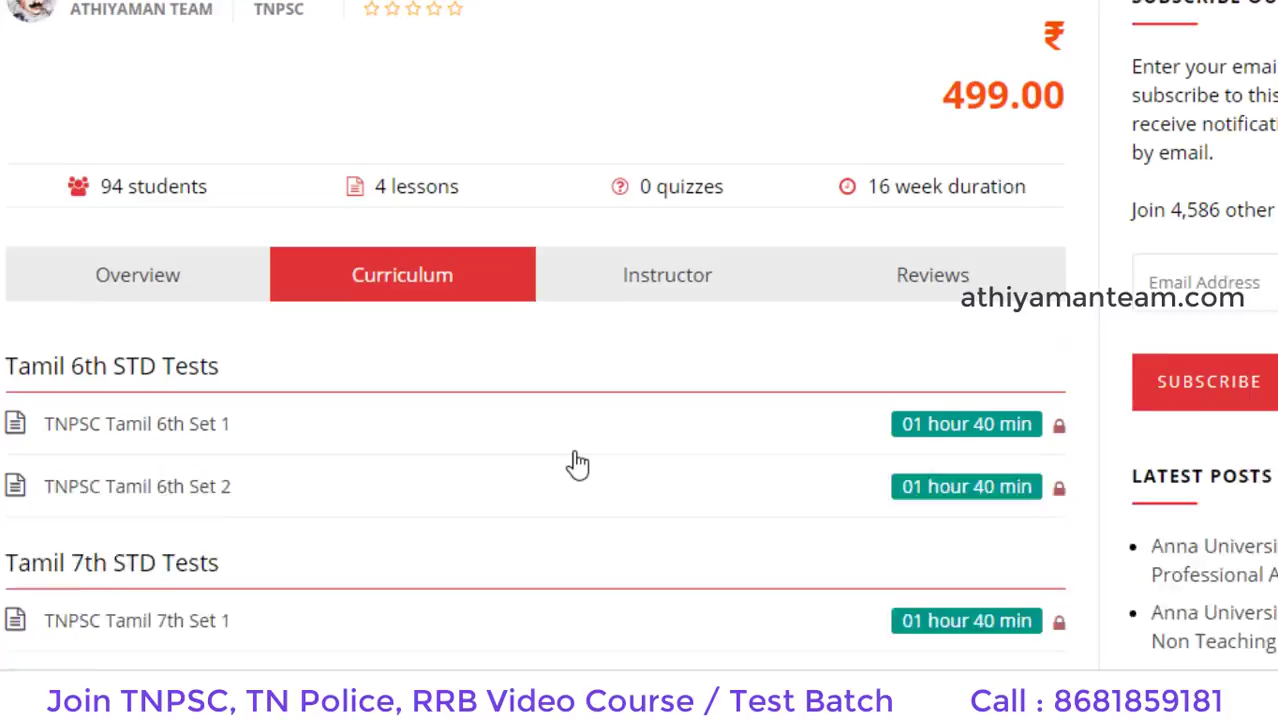 ATHIYAMAN TEAM
TNPSC
₹
499.00
94 students
4 lessons
0 quizzes
16 week duration
Overview
Curriculum
Instructor
Reviews
Tamil 6th STD Tests
TNPSC Tamil 6th Set 1
01 hour 40 min
TNPSC Tamil 6th Set 2
01 hour 40 min
Tamil 7th STD Tests
TNPSC Tamil 7th Set 1
01 hour 40 min
Enter your emai
subscribe to this
receive notificati
by email.
Join 4,586 other
Email Address
athiyamanteam.com
SUBSCRIBE
LATEST POSTS
Anna Universi
Professional A
Anna Universi
Non Teaching
Join TNPSC, TN Police, RRB Video Course / Test Batch
Call : 8681859181